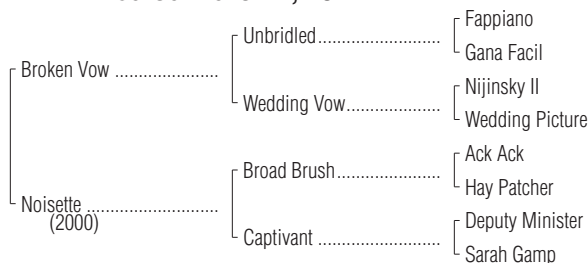 Fappiano
Unbridled
Gana Facil
Broken Vow
Nijinsky II
Wedding Vow
Wedding Picture
Ack Ack
Broad Brush
Hay Patcher
Noisette
(2000)
Deputy Minister
Captivant
Sarah Gamp